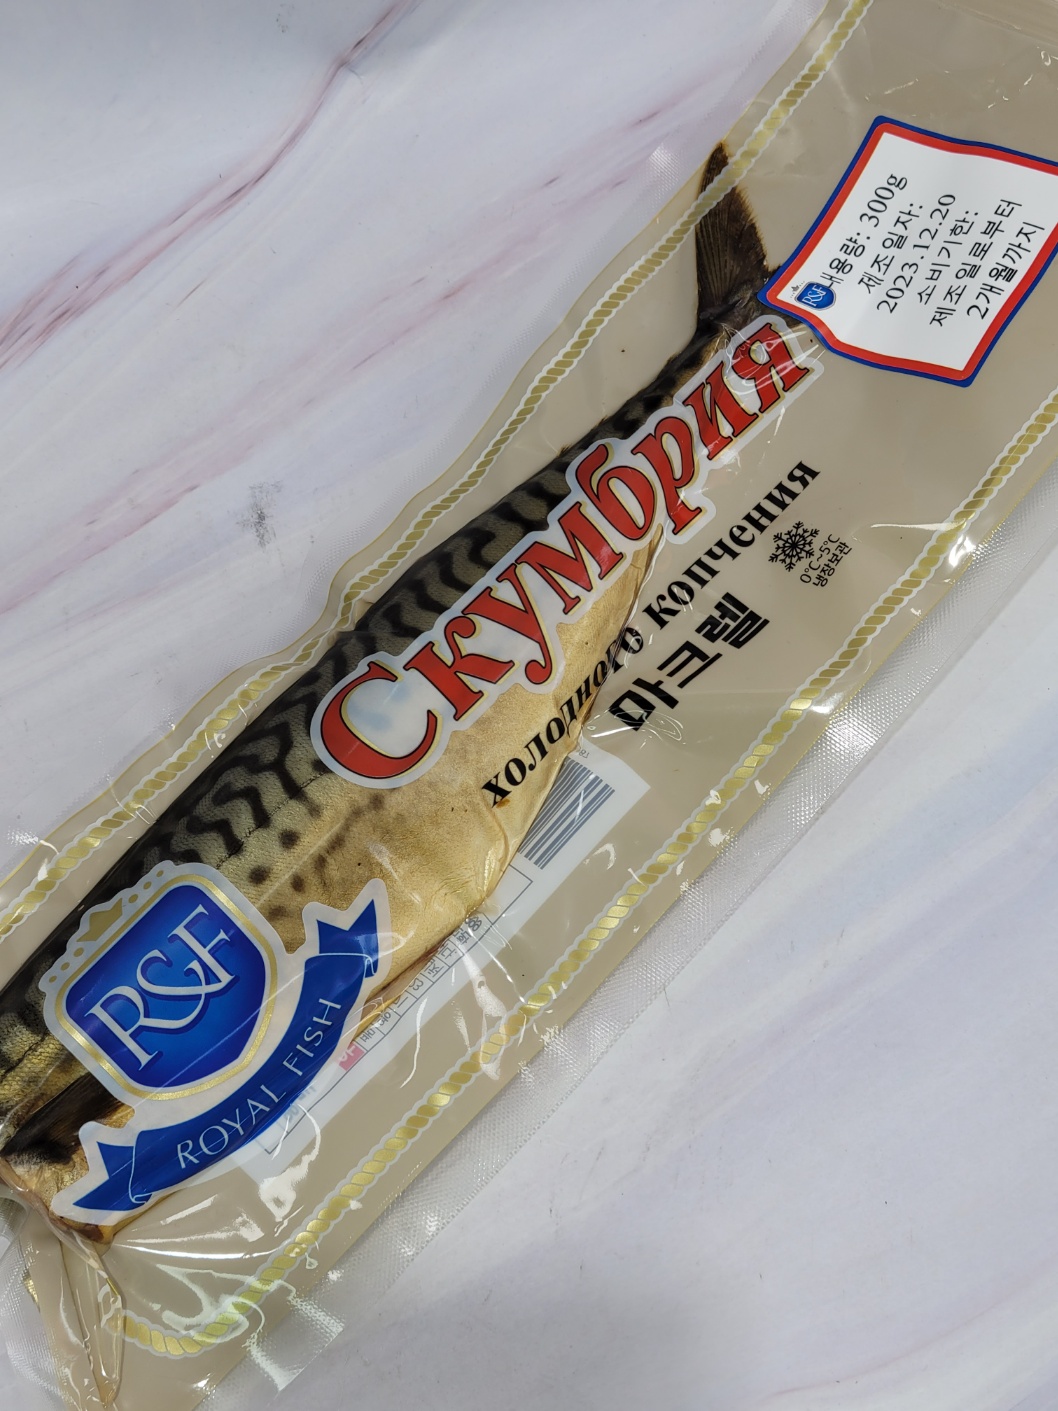 내용량: 300g
제조일자:
2023.12.20
소비기한:
제조일로부터
2개월까지
R&F
Скумбрия
холодного копчения
0℃~5℃
냉장보관
마크렐
R&F
ROYAL FISH